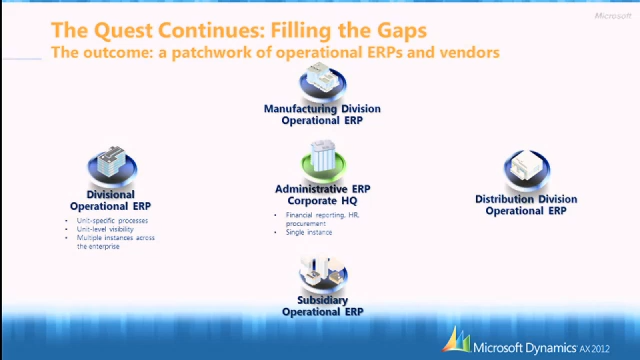 Microsoft
The Quest Continues: Filling the Gaps
The outcome: a patchwork of operational ERPs and vendors
Manufacturing Division
Operational ERP
Divisional
Operational ERP
• Unit-specific processes
• Unit-level visibility
• Multiple instances across
the enterprise
Administrative ERP
Corporate HQ
• Financial reporting, HR,
procurement
• Single instance
Distribution Division
Operational ERP
Subsidiary
Operational ERP
Microsoft Dynamics AX 2012